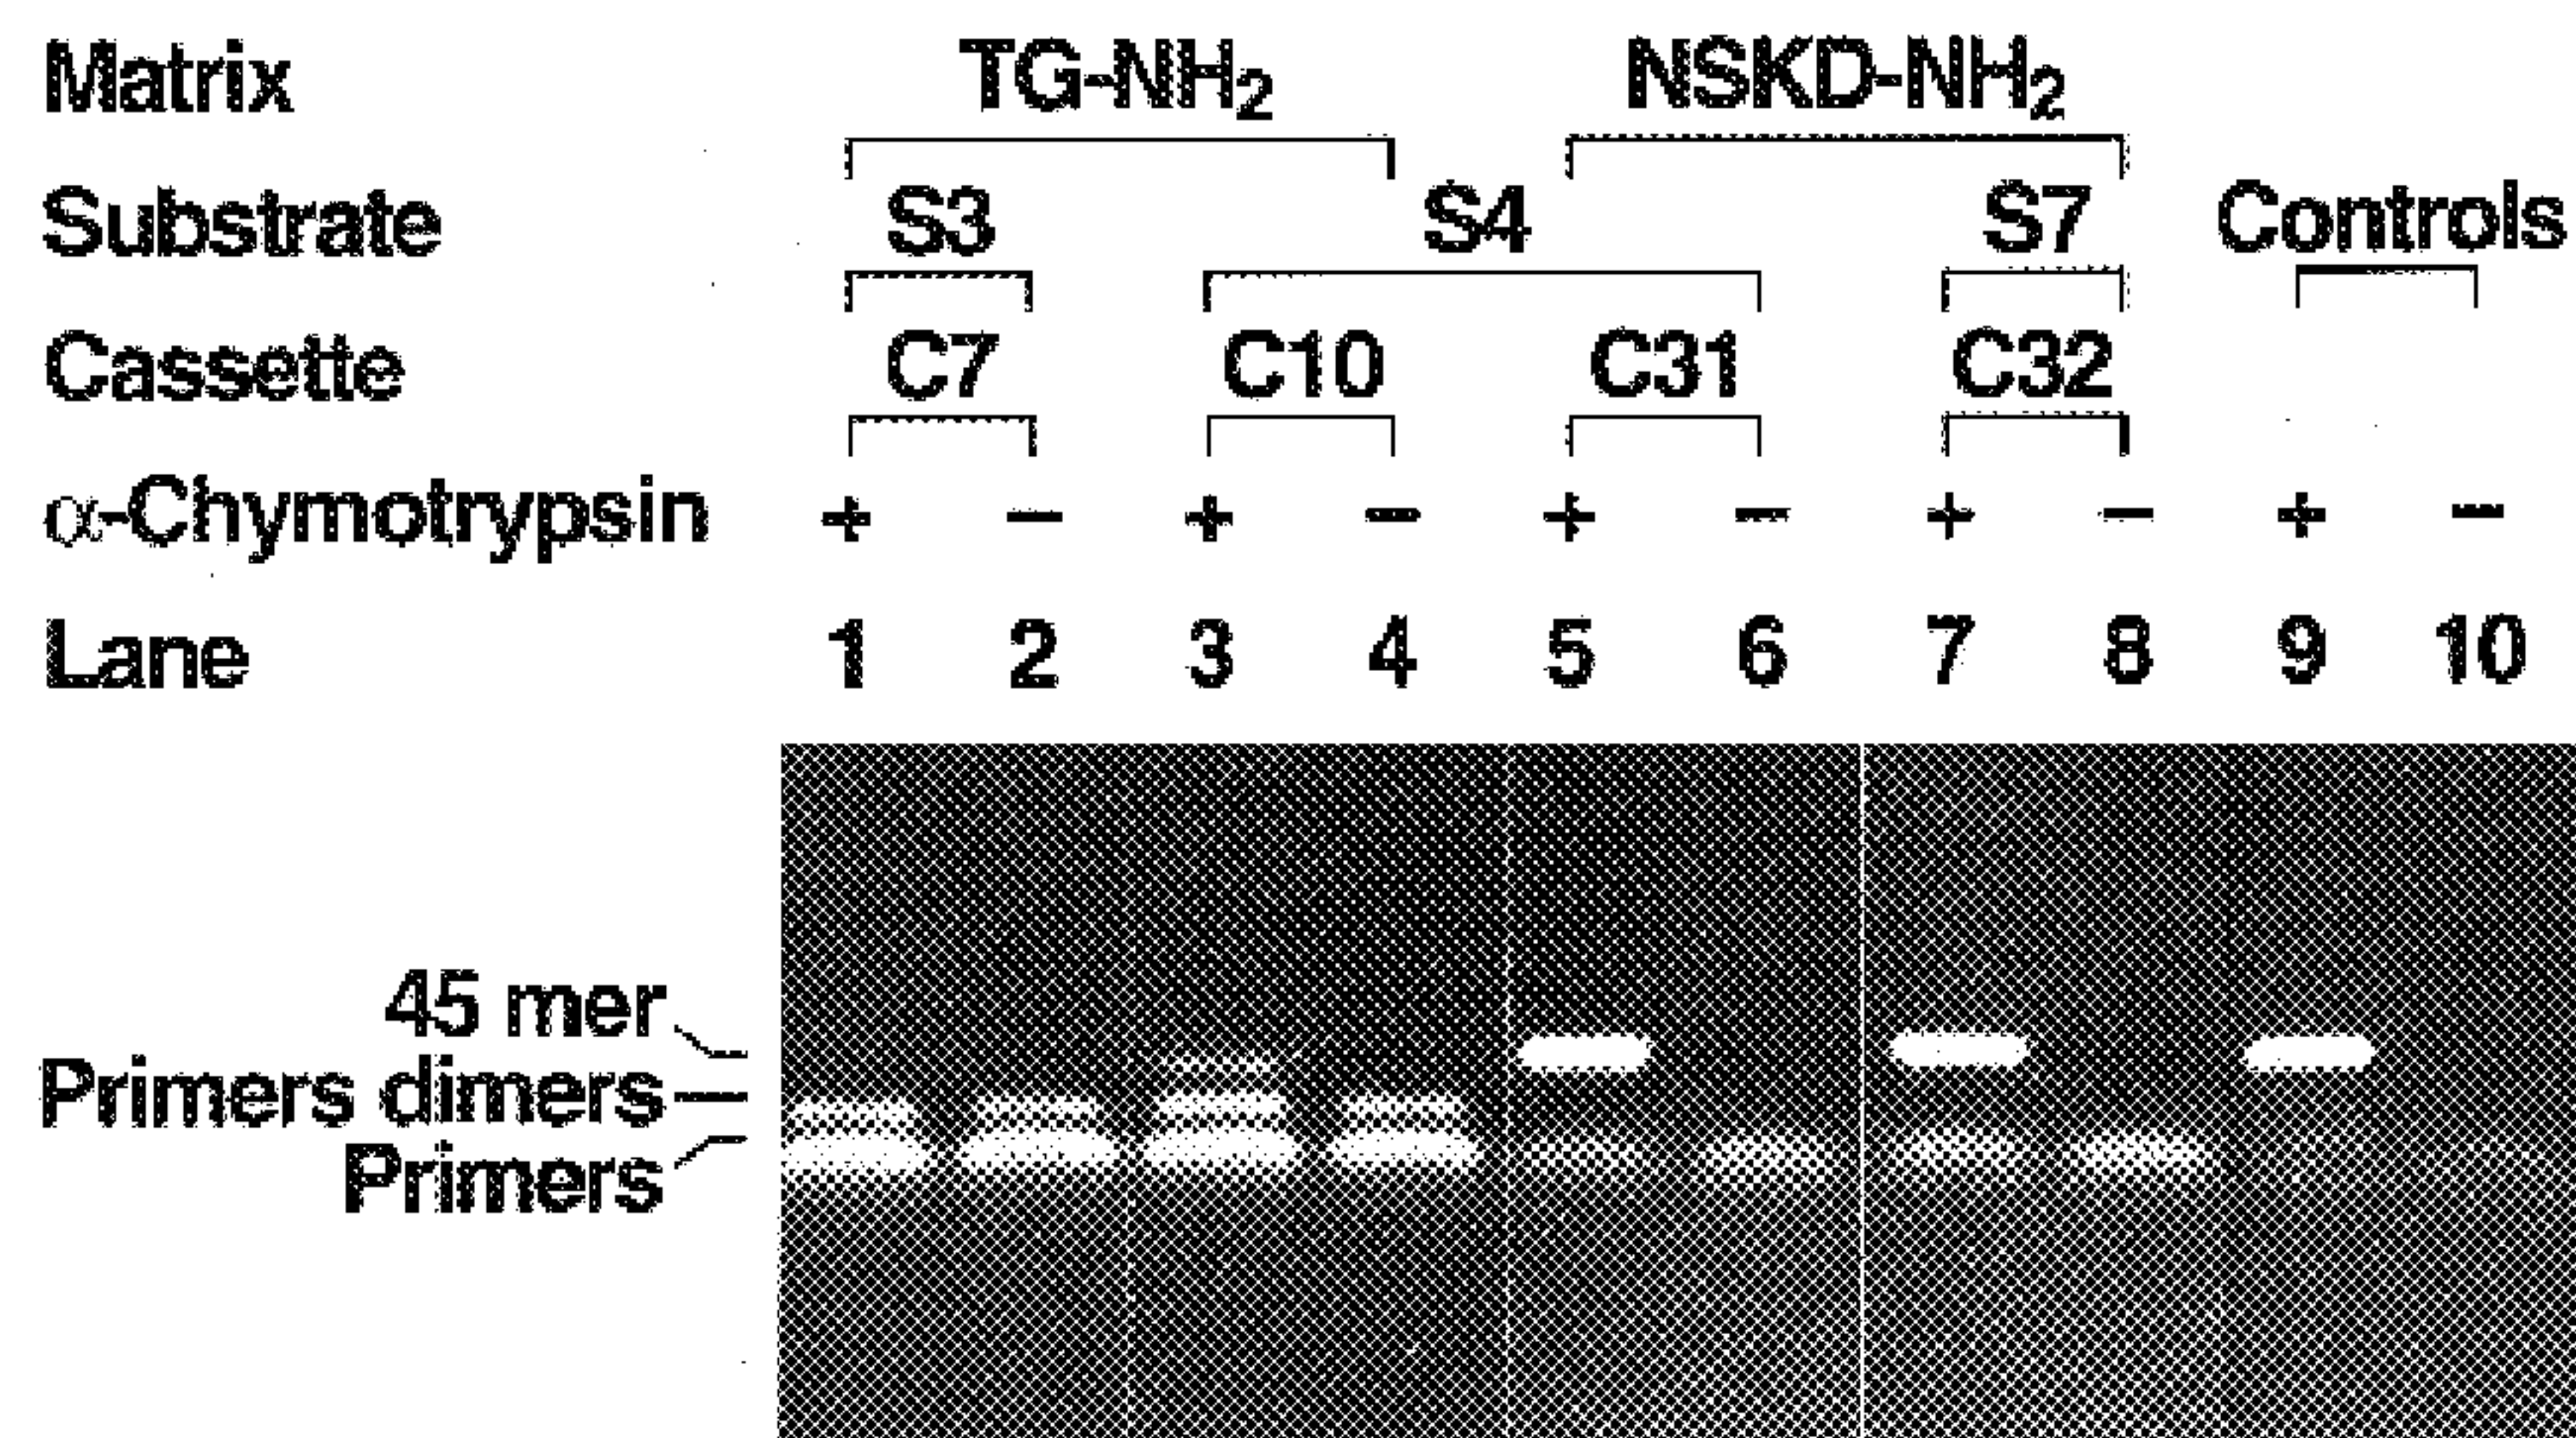 Matrix TG-NH₂ NSKD-NH₂
Substrate S3 S4 S7 Controls
Cassette C7 C10 C31 C32
α-Chymotrypsin + − + − + − + − + −
Lane 1 2 3 4 5 6 7 8 9 10
45 mer
Primers dimers
Primers